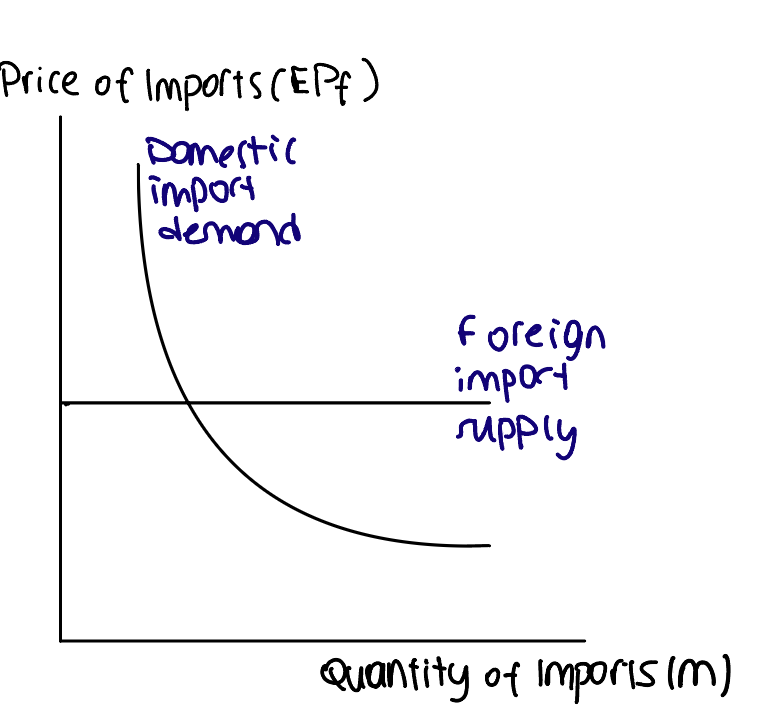 Price of Imports (EPf)
Domestic
import
demand
Foreign
import
supply
Quantity of Imports (m)